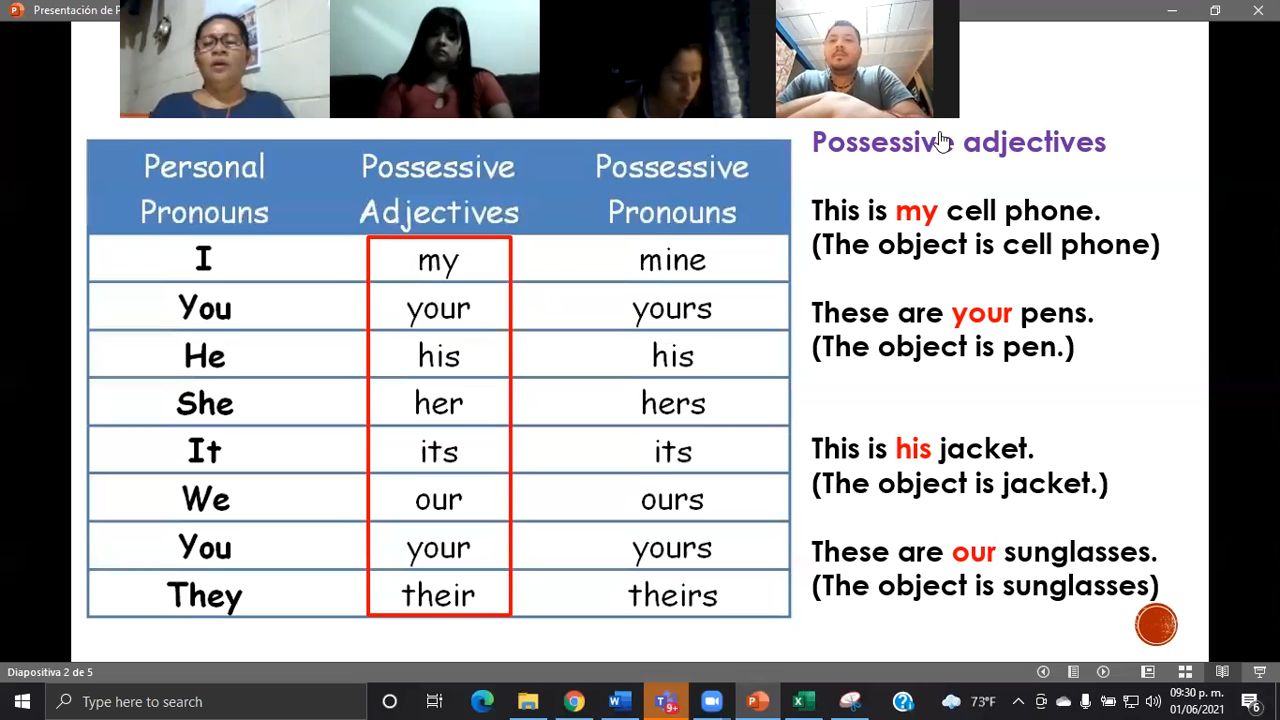 Presentación de P
Personal Pronouns
Possessive Adjectives
Possessive Pronouns
I my mine
You your yours
He his his
She her hers
It its its
We our ours
You your yours
They their theirs
Possessive adjectives
This is my cell phone.
(The object is cell phone)
These are your pens.
(The object is pen.)
This is his jacket.
(The object is jacket.)
These are our sunglasses.
(The object is sunglasses)
Diapositiva 2 de 5
Type here to search
9+
73°F
09:30 p. m.
01/06/2021
6